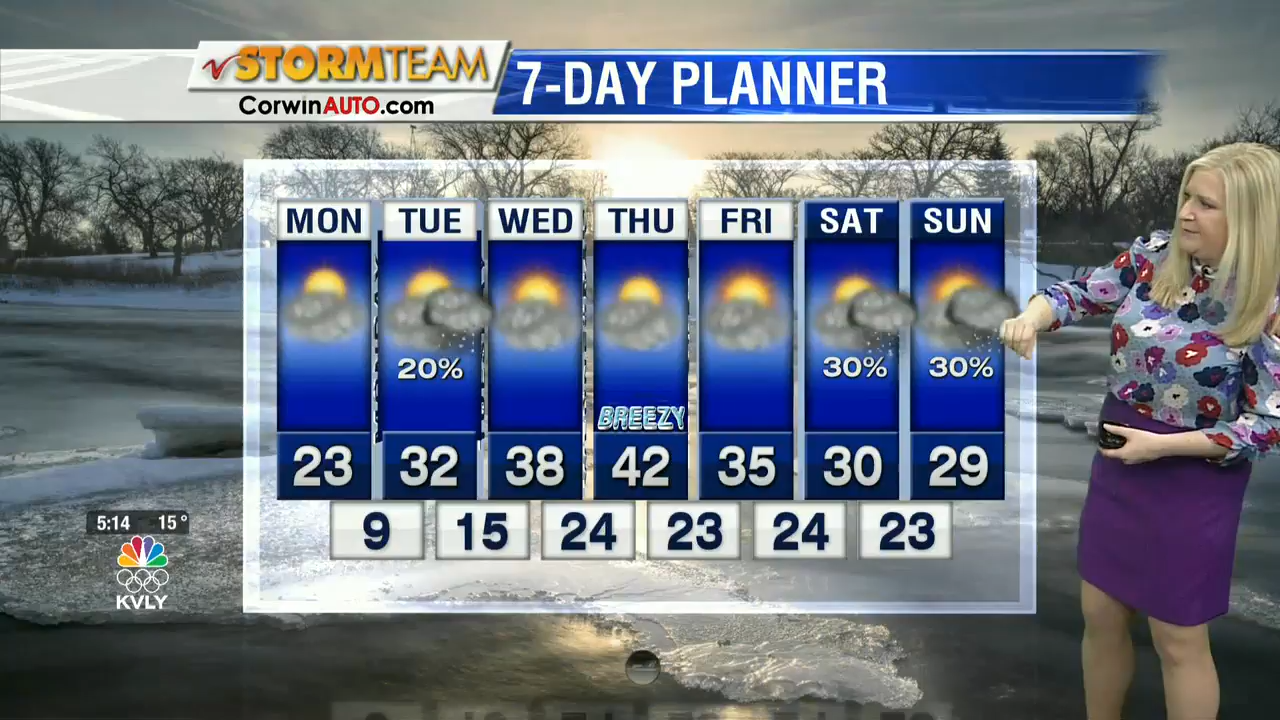 STORMTEAM
CorwinAUTO.com
7-DAY PLANNER
MON TUE WED THU FRI SAT SUN
20% 30% 30%
BREEZY
23 32 38 42 35 30 29
9 15 24 23 24 23
5:14 15°
KVLY